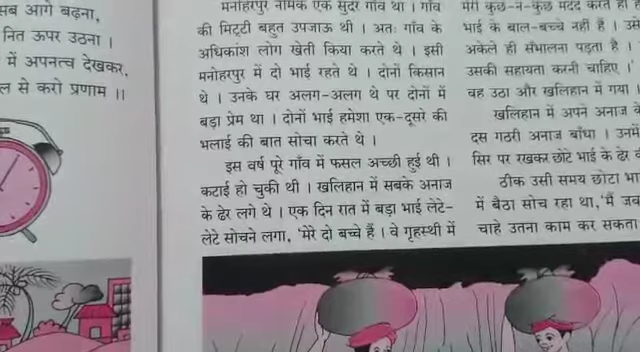 सब आगे बढ़ना,
नित ऊपर उठना ।
में अपनत्व देखकर,
से करो प्रणाम ।।
मनोहरपुर नामक एक सुंदर गाँव था । गाँव
की मिट्टी बहुत उपजाऊ थी । अतः गाँव के
अधिकांश लोग खेती किया करते थे । इसी
मनोहरपुर में दो भाई रहते थे । दोनों किसान
थे । उनके घर अलग-अलग थे पर दोनों में
बड़ा प्रेम था । दोनों भाई हमेशा एक-दूसरे की
भलाई की बात सोचा करते थे ।
इस वर्ष पूरे गाँव में फसल अच्छी हुई थी ।
कटाई हो चुकी थी । खलिहान में सबके अनाज
के ढेर लगे थे । एक दिन रात में बड़ा भाई लेटे-
लेटे सोचने लगा, 'मेरे दो बच्चे हैं । वे गृहस्थी में
मेरी कुछ-न-कुछ मदद करते ही
भाई के बाल-बच्चे नहीं हैं ।
अकेले ही सँभालना पड़ता है ।
उसकी सहायता करनी चाहिए ।'
वह उठा और खलिहान में गया ।
खलिहान में अपने अनाज
दस गठरी अनाज बाँधा । उनमें
सिर पर रखकर छोटे भाई के ढेर
ठीक उसी समय छोटा
में बैठा सोच रहा था, 'मैं
चाहे उतना काम कर सकता